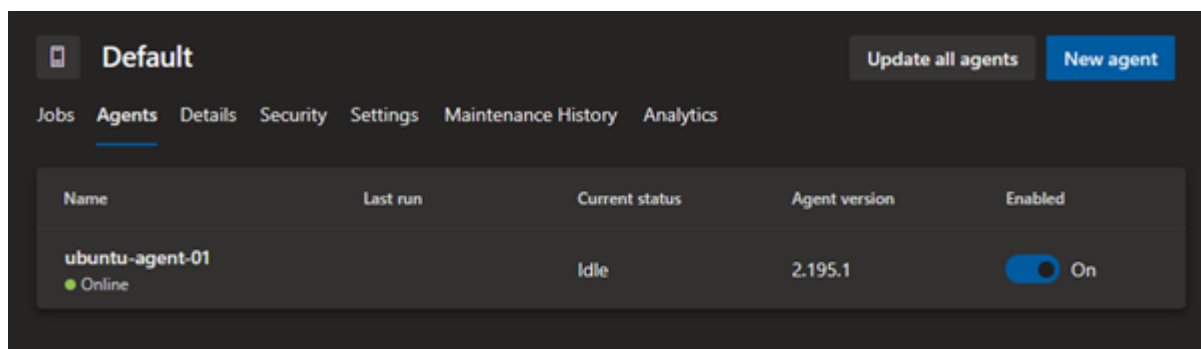 Default
Update all agents
New agent
Jobs Agents Details Security Settings Maintenance History Analytics
Name Last run Current status Agent version Enabled
ubuntu-agent-01
Online
Idle 2.195.1 On